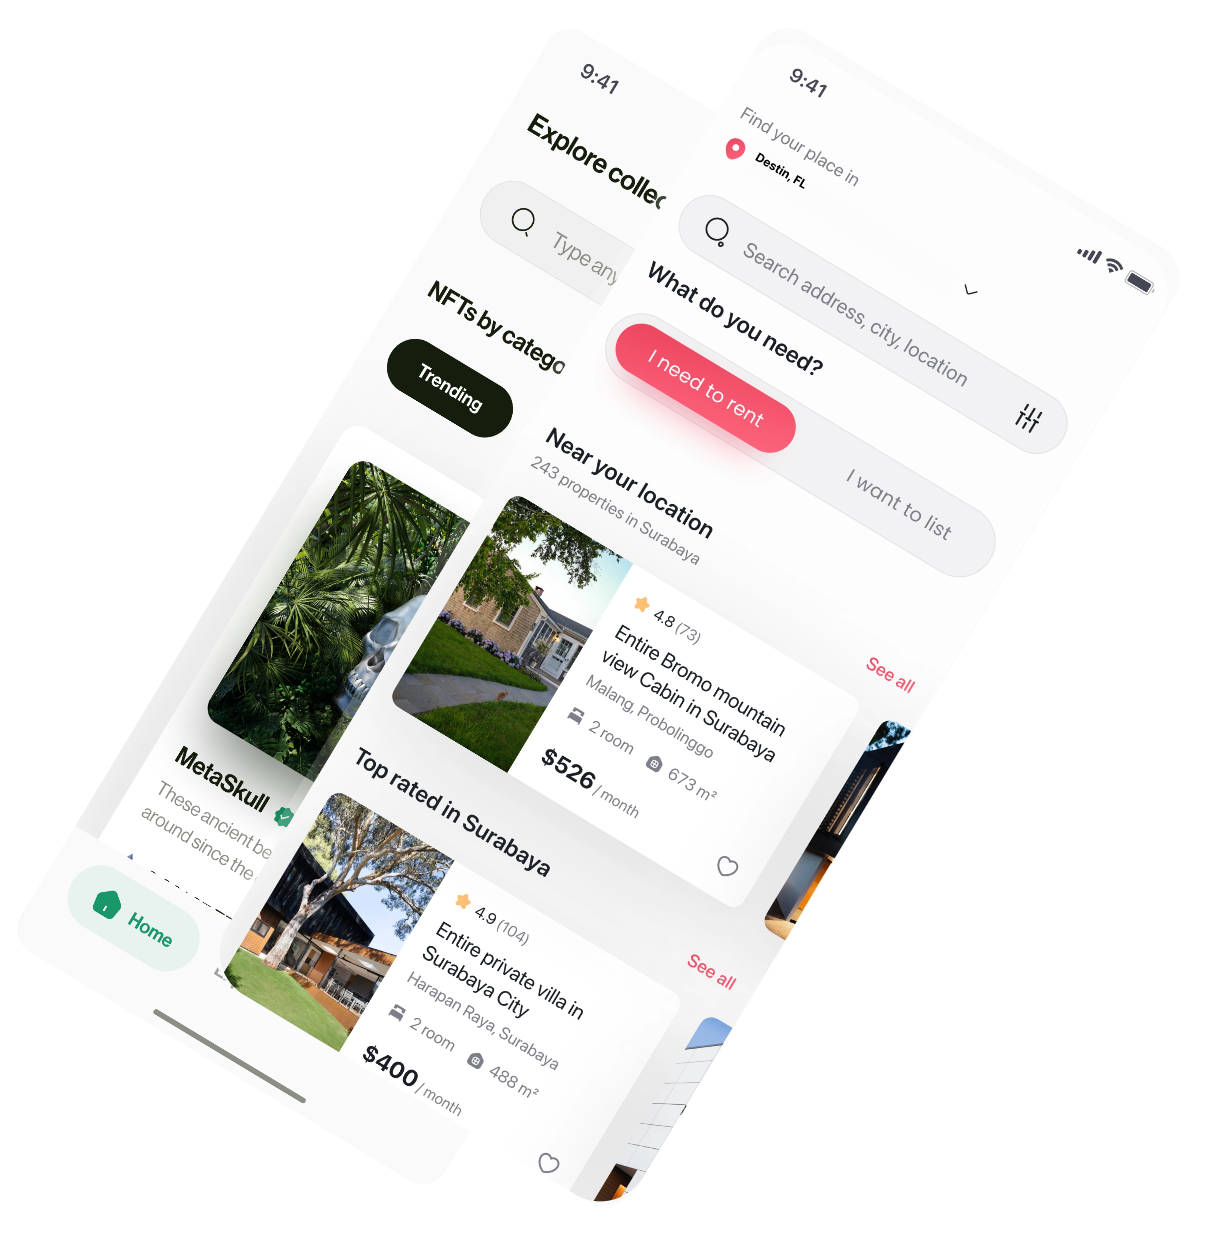 9:41
Explore collec
Type any
NFTs by catego
Trending
MetaSkull
These ancient be
around since the
Home
9:41
Find your place in
Destin, FL
Search address, city, location
What do you need?
I need to rent
I want to list
Near your location
243 properties in Surabaya
See all
4.8 (73)
Entire Bromo mountain
view Cabin in Surabaya
Malang, Probolinggo
2 room 673 m²
$526 / month
Top rated in Surabaya
See all
4.9 (104)
Entire private villa in
Surabaya City
Harapan Raya, Surabaya
2 room 488 m²
$400 / month